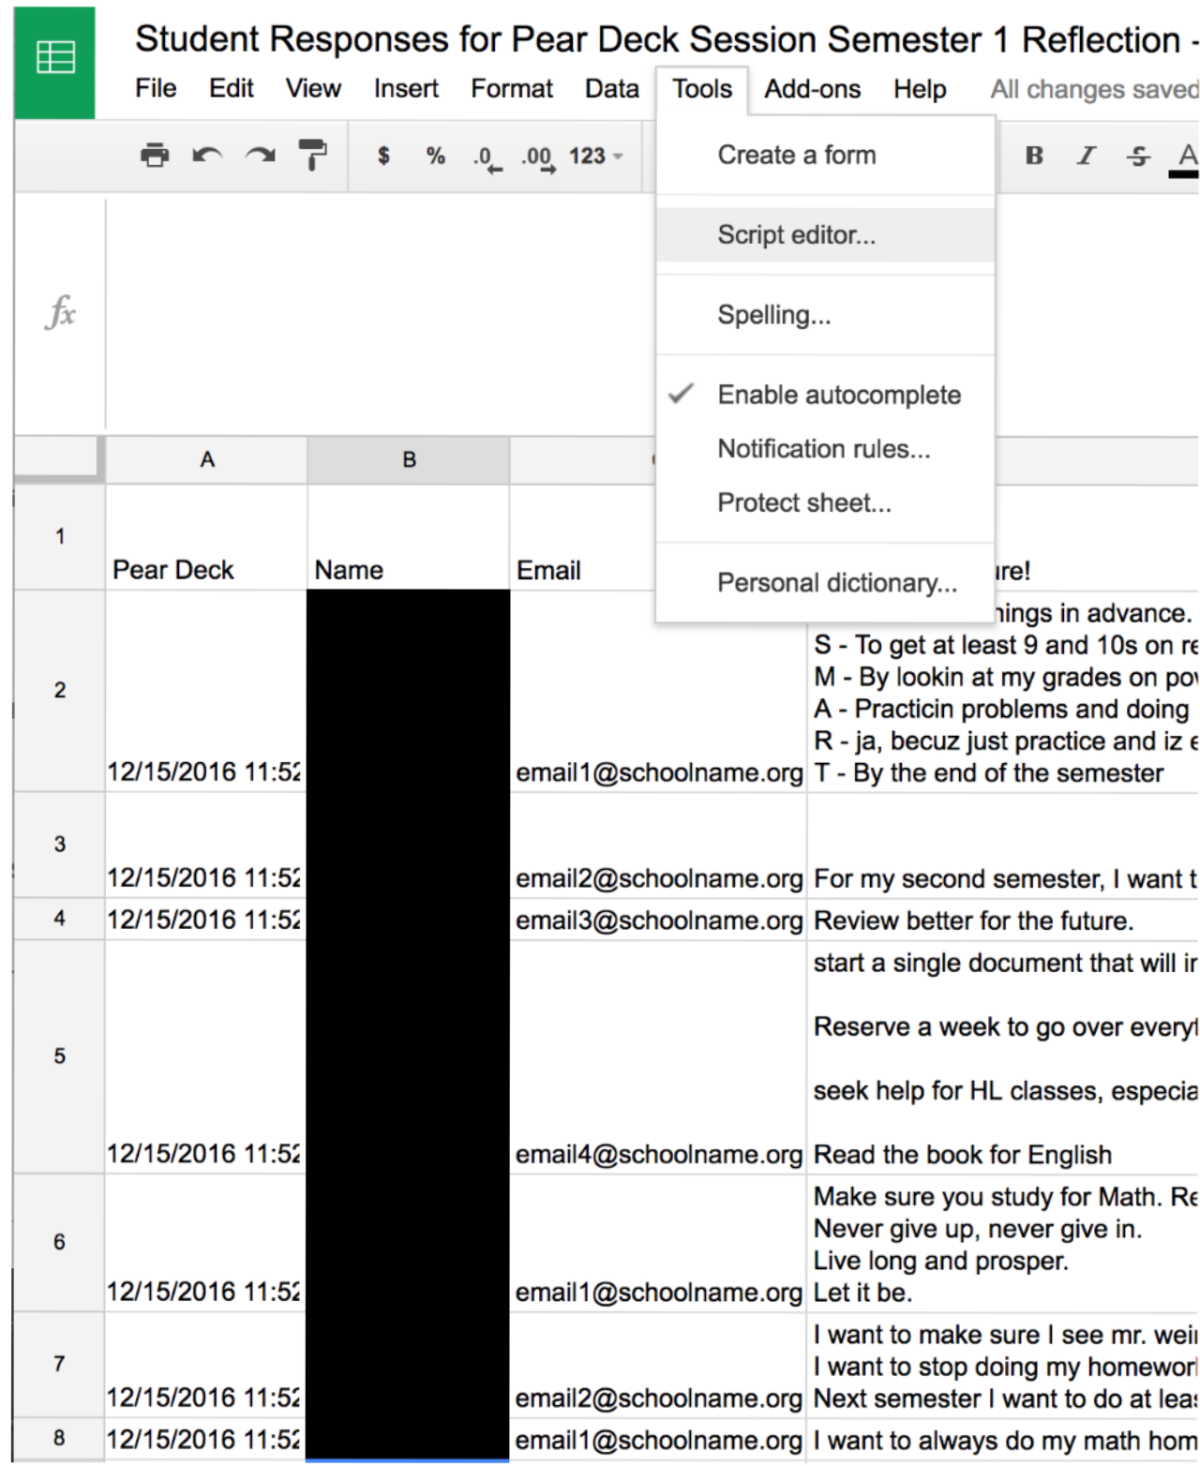 Student Responses for Pear Deck Session Semester 1 Reflection -
File Edit View Insert Format Data Tools Add-ons Help All changes saved
$ % .0 .00 123 B I S A
Create a form
Script editor...
Spelling...
Enable autocomplete
Notification rules...
Protect sheet...
Personal dictionary...
fx
A B
1 Pear Deck Name Email ure!
hings in advance.
S - To get at least 9 and 10s on re
M - By lookin at my grades on pow
A - Practicin problems and doing
R - ja, becuz just practice and iz e
2 12/15/2016 11:52 email1@schoolname.org T - By the end of the semester
3 12/15/2016 11:52 email2@schoolname.org For my second semester, I want t
4 12/15/2016 11:52 email3@schoolname.org Review better for the future.
start a single document that will in
Reserve a week to go over everyt
seek help for HL classes, especia
5 12/15/2016 11:52 email4@schoolname.org Read the book for English
Make sure you study for Math. Re
Never give up, never give in.
Live long and prosper.
6 12/15/2016 11:52 email1@schoolname.org Let it be.
I want to make sure I see mr. wein
I want to stop doing my homework
7 12/15/2016 11:52 email2@schoolname.org Next semester I want to do at leas
8 12/15/2016 11:52 email1@schoolname.org I want to always do my math hom